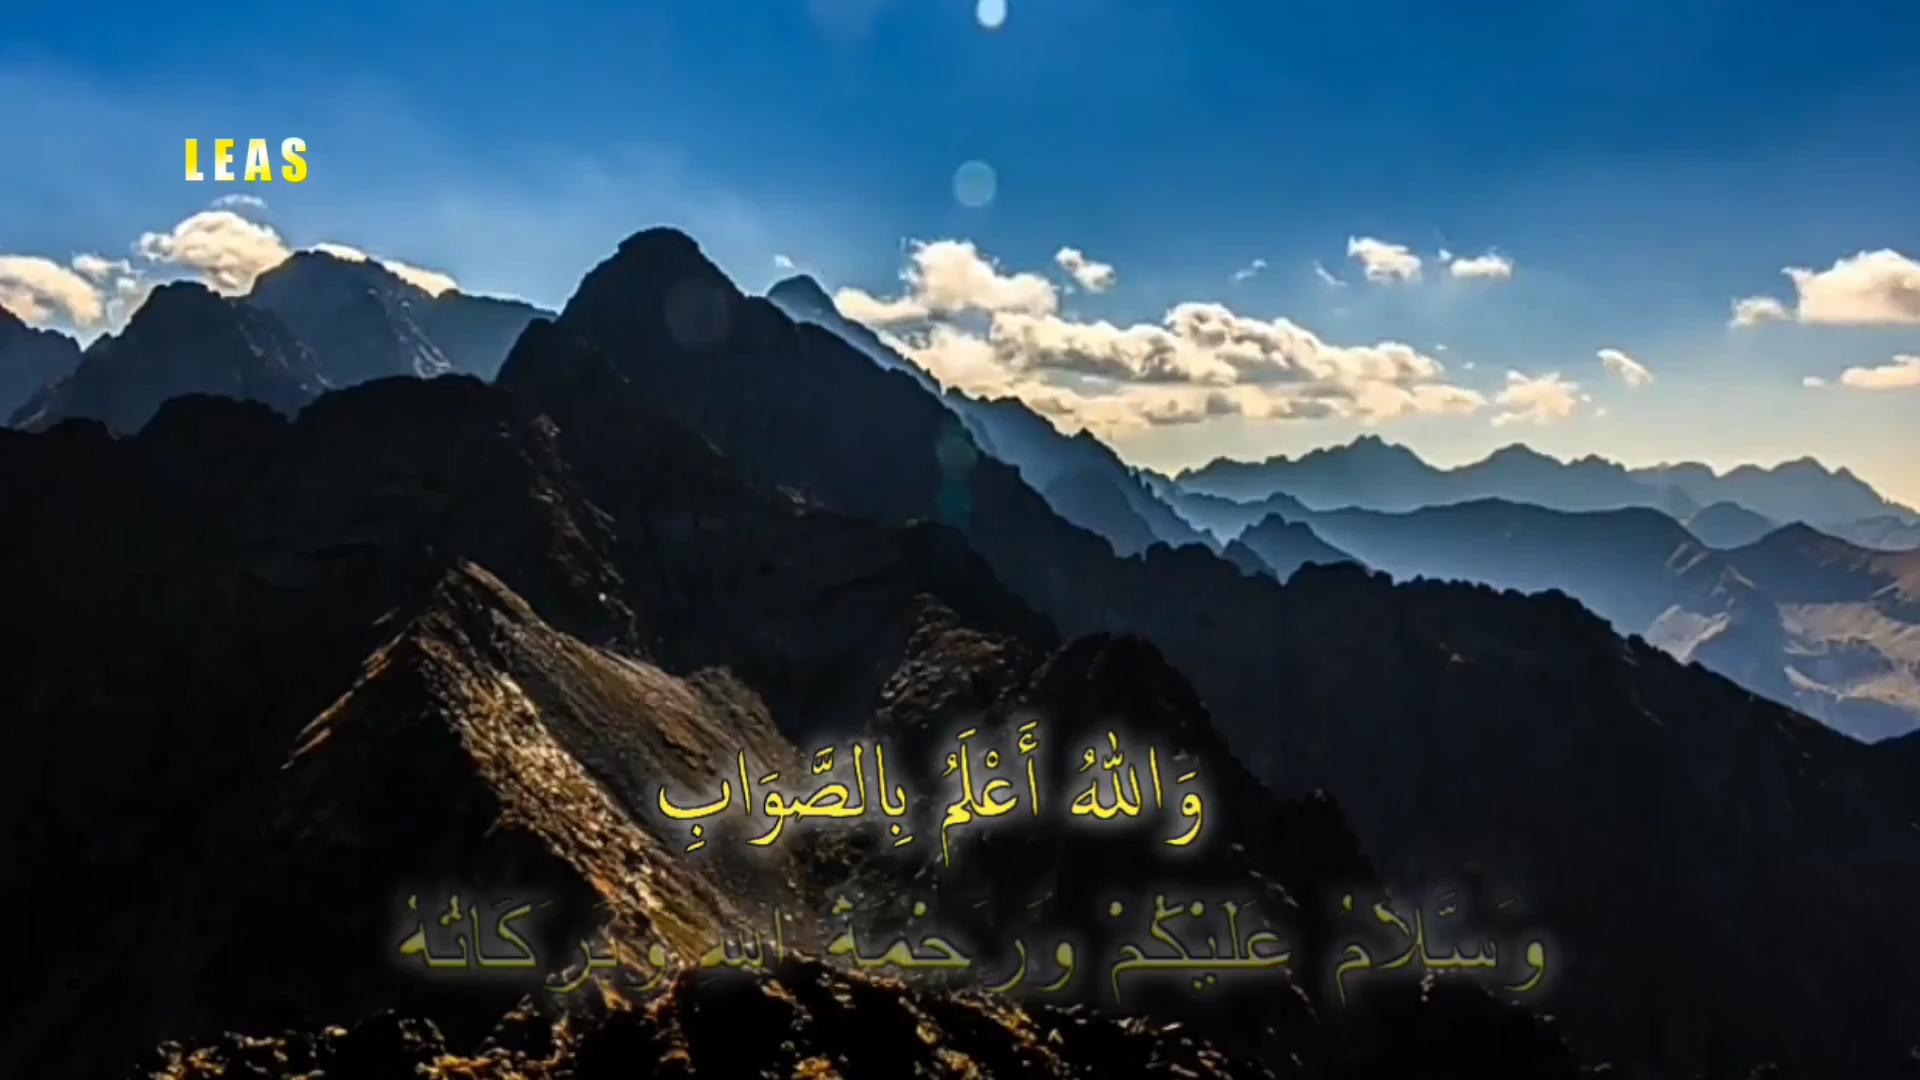 LEAS
وَاللهُ أَعْلَمُ بِالصَّوَابِ
وَسَّلَامُ عَلَيْكُمْ وَرَحْمَةُ اللهِ وَبَرَكَاتُهُ